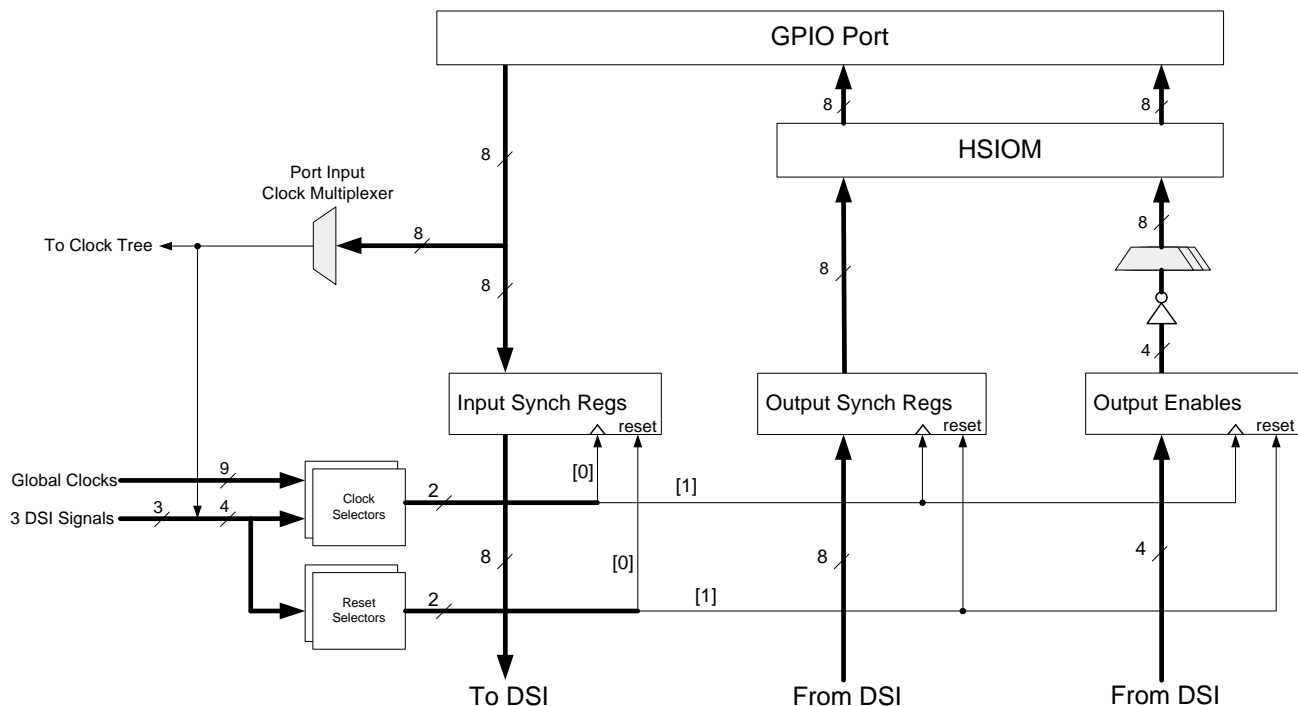 GPIO Port
8
8
HSIOM
8
Port Input
Clock Multiplexer
8
To Clock Tree
8
8
8
4
Input Synch Regs
reset
Output Synch Regs
reset
Output Enables
reset
Global Clocks
9
[0]
Clock
Selectors
2
[1]
3 DSI Signals
3
4
8
[0]
8
4
Reset
Selectors
2
[1]
To DSI
From DSI
From DSI